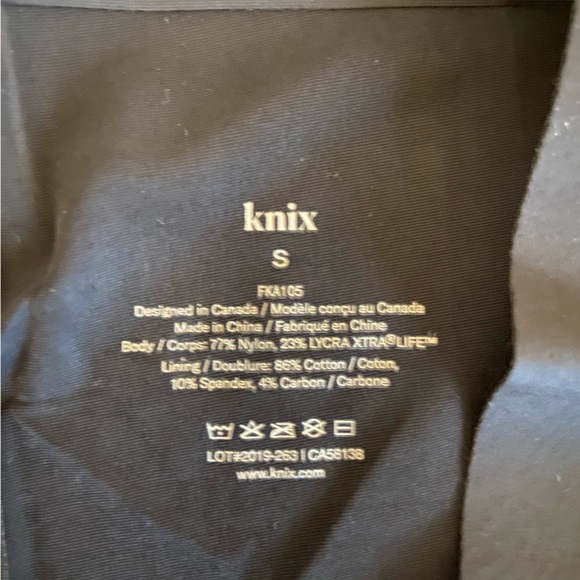 knix
S
FKA105
Designed in Canada / Modèle conçu au Canada
Made in China / Fabriqué en Chine
Body / Corps: 77% Nylon, 23% LYCRA XTRA®LIFE™
Lining / Doublure: 86% Cotton / Coton,
10% Spandex, 4% Carbon / Carbone
LOT#2019-263 | CA58138
www.knix.com